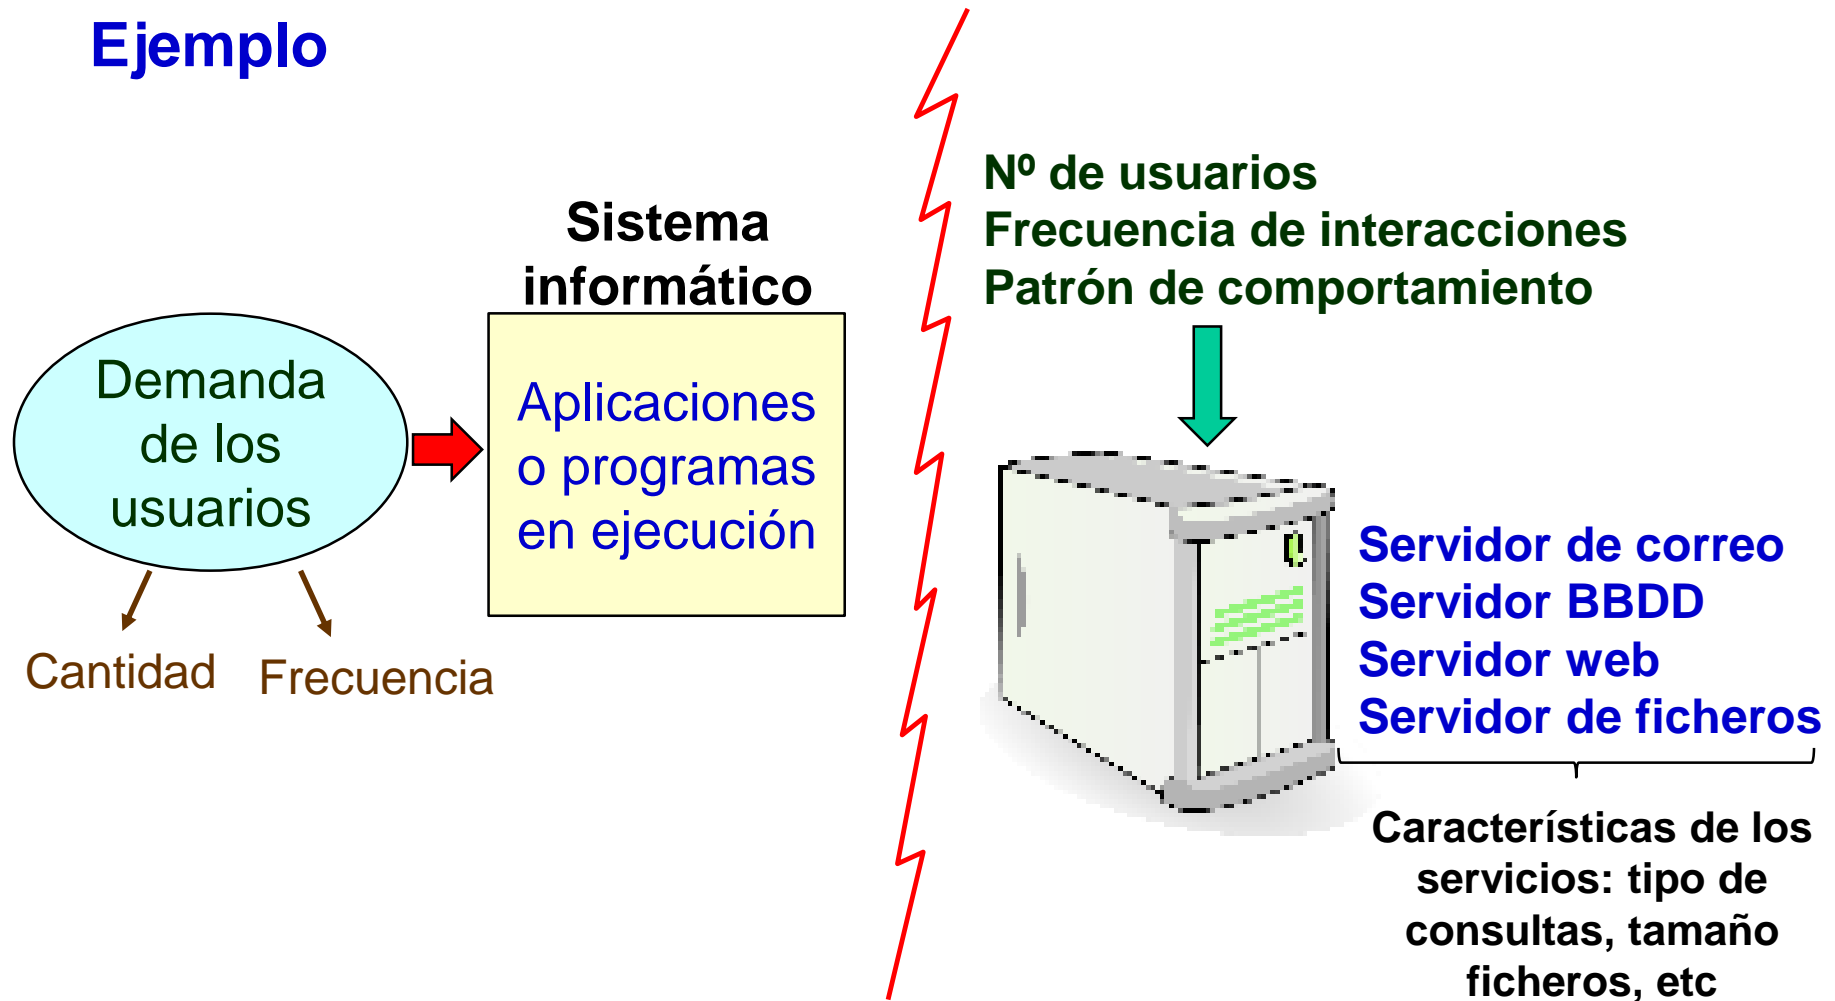 Ejemplo
Sistema
informático
Demanda
de los
usuarios
Aplicaciones
o programas
en ejecución
Cantidad
Frecuencia
Nº de usuarios
Frecuencia de interacciones
Patrón de comportamiento
Servidor de correo
Servidor BBDD
Servidor web
Servidor de ficheros
Características de los
servicios: tipo de
consultas, tamaño
ficheros, etc